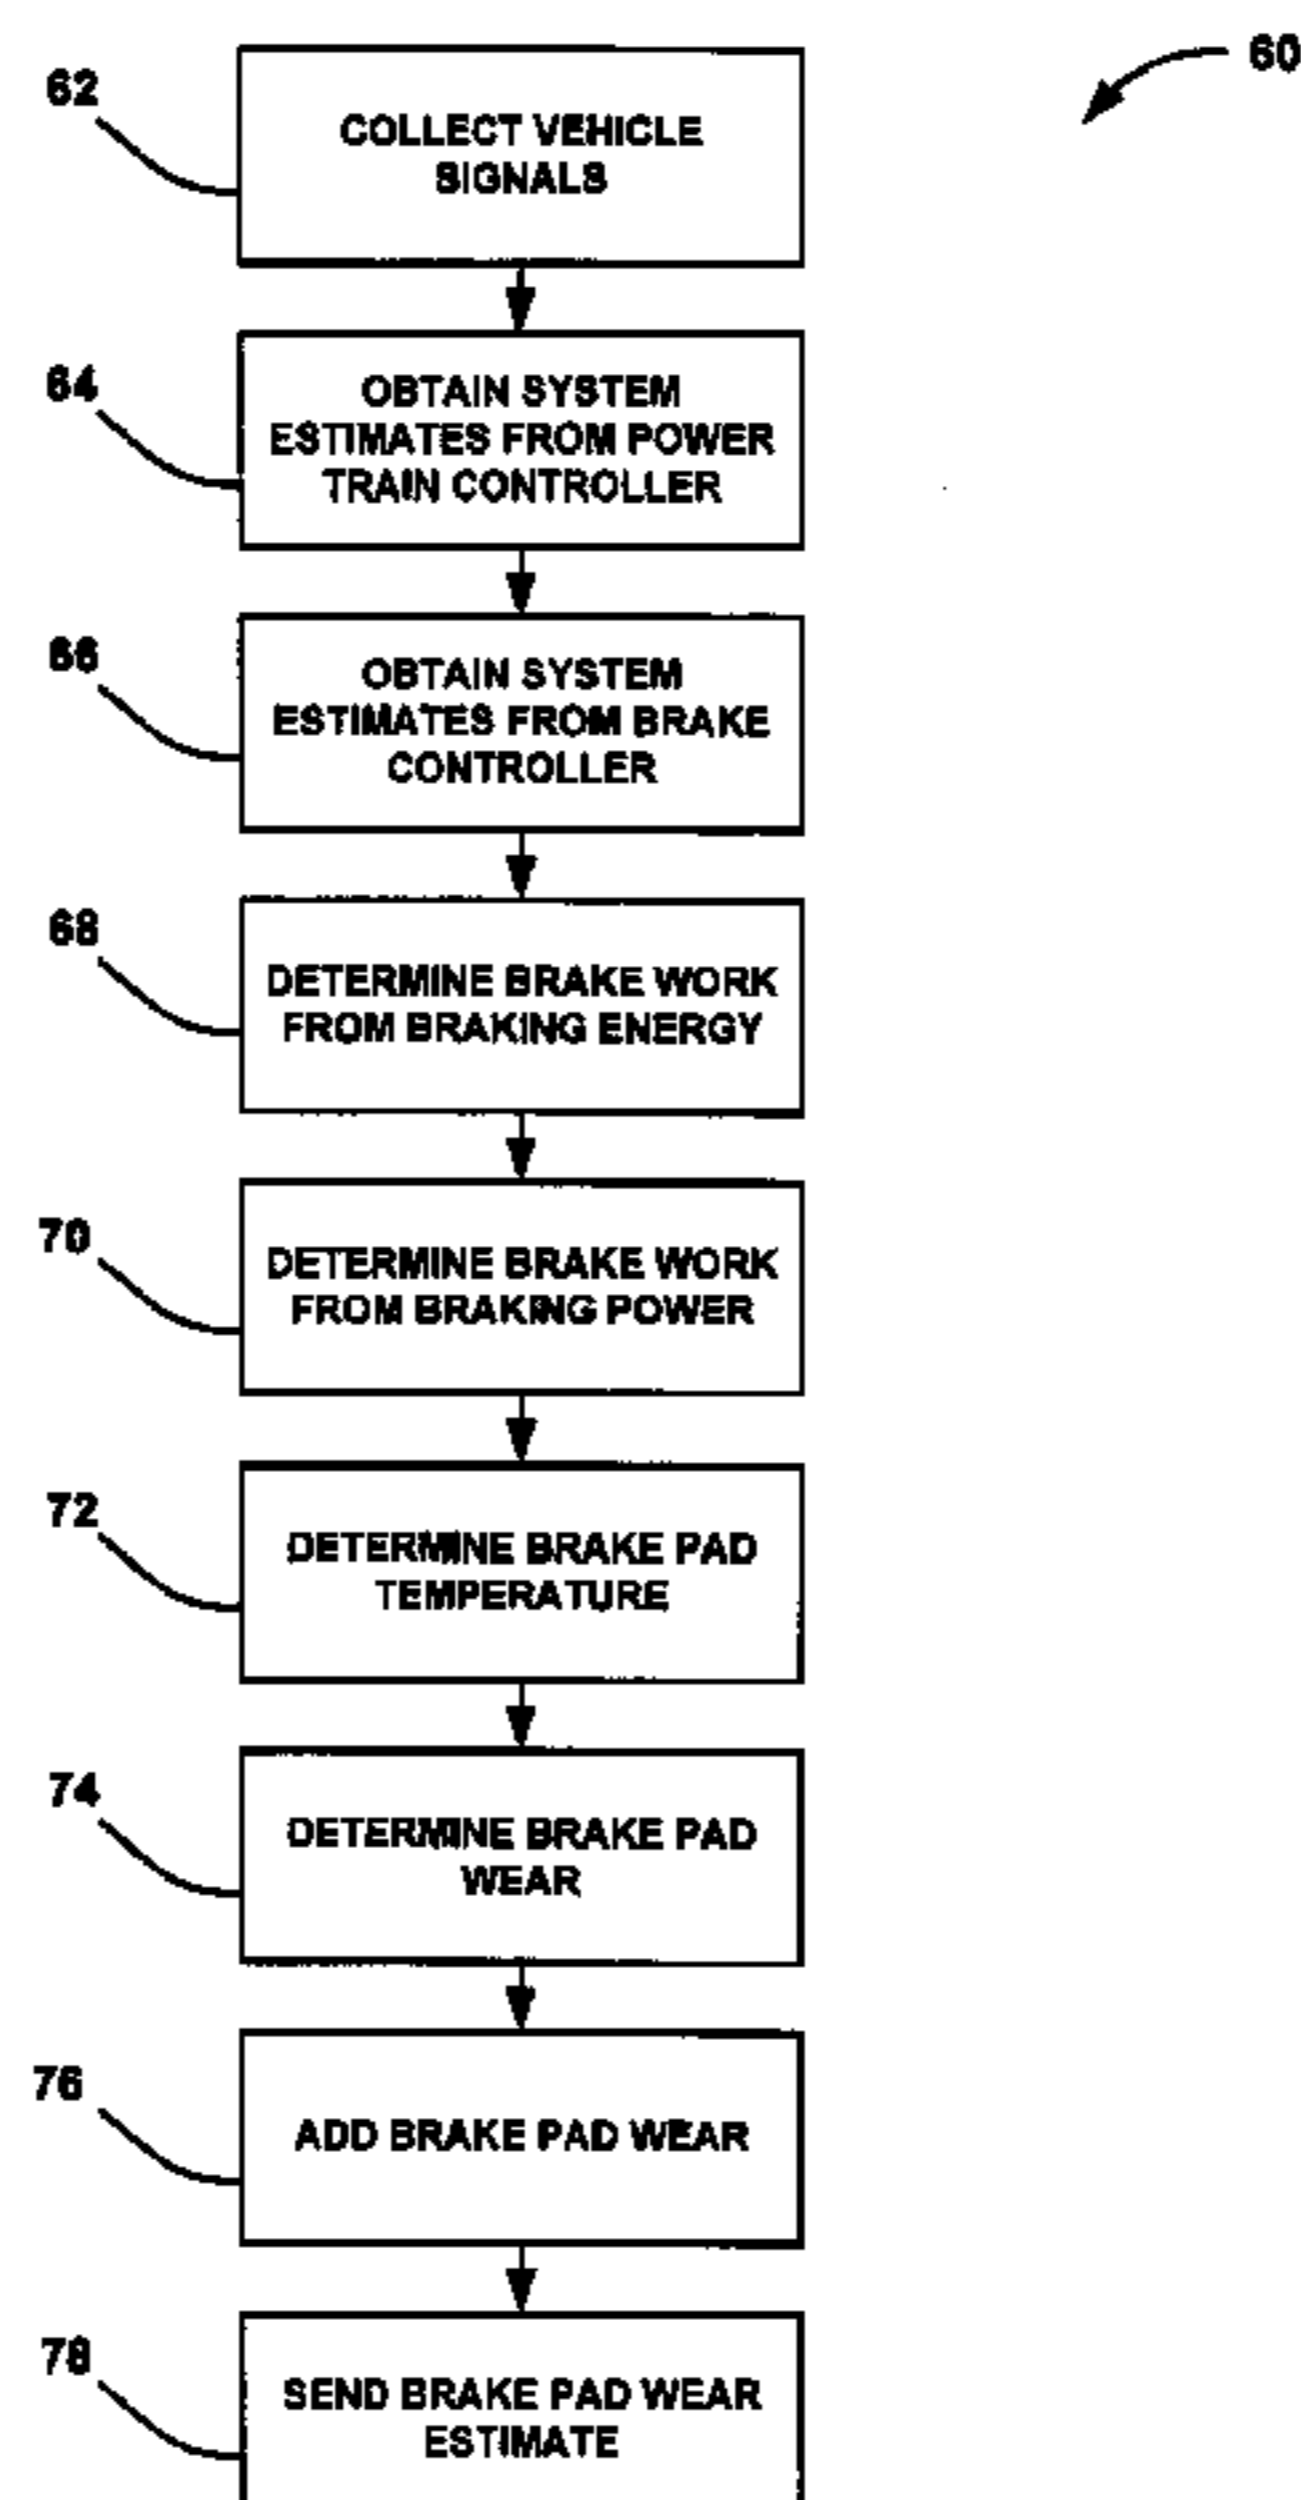 60
62
COLLECT VEHICLE
SIGNALS
64
OBTAIN SYSTEM
ESTIMATES FROM POWER
TRAIN CONTROLLER
66
OBTAIN SYSTEM
ESTIMATES FROM BRAKE
CONTROLLER
68
DETERMINE BRAKE WORK
FROM BRAKING ENERGY
70
DETERMINE BRAKE WORK
FROM BRAKING POWER
72
DETERMINE BRAKE PAD
TEMPERATURE
74
DETERMINE BRAKE PAD
WEAR
76
ADD BRAKE PAD WEAR
78
SEND BRAKE PAD WEAR
ESTIMATE